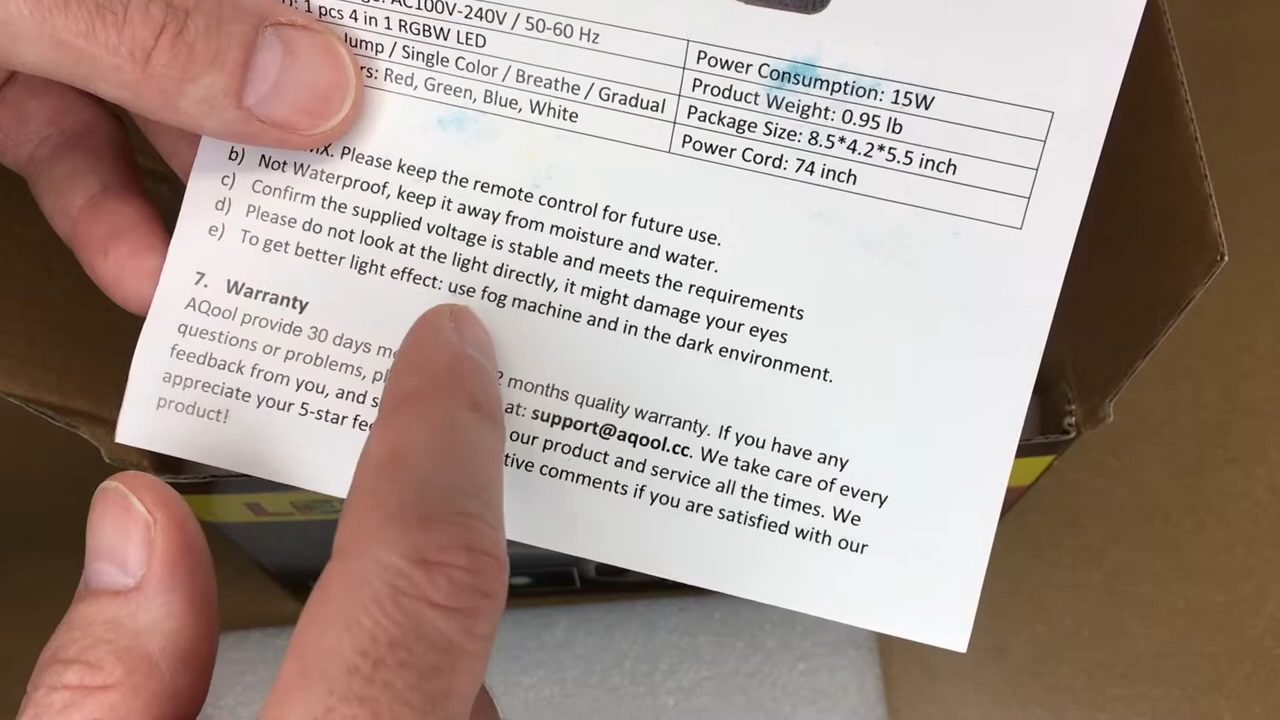 AC100V-240V / 50-60 Hz
1 pcs 4 in 1 RGBW LED
Jump / Single Color / Breathe / Gradual
Red, Green, Blue, White
Power Consumption: 15W
Product Weight: 0.95 lb
Package Size: 8.5*4.2*5.5 inch
Power Cord: 74 inch
Please keep the remote control for future use.
b) Not Waterproof, keep it away from moisture and water.
c) Confirm the supplied voltage is stable and meets the requirements
d) Please do not look at the light directly, it might damage your eyes
e) To get better light effect: use fog machine and in the dark environment.
7. Warranty
AQool provide 30 days months quality warranty. If you have any
questions or problems, at: support@aqool.cc. We take care of every
feedback from you, and our product and service all the times. We
appreciate your 5-star comments if you are satisfied with our
product!